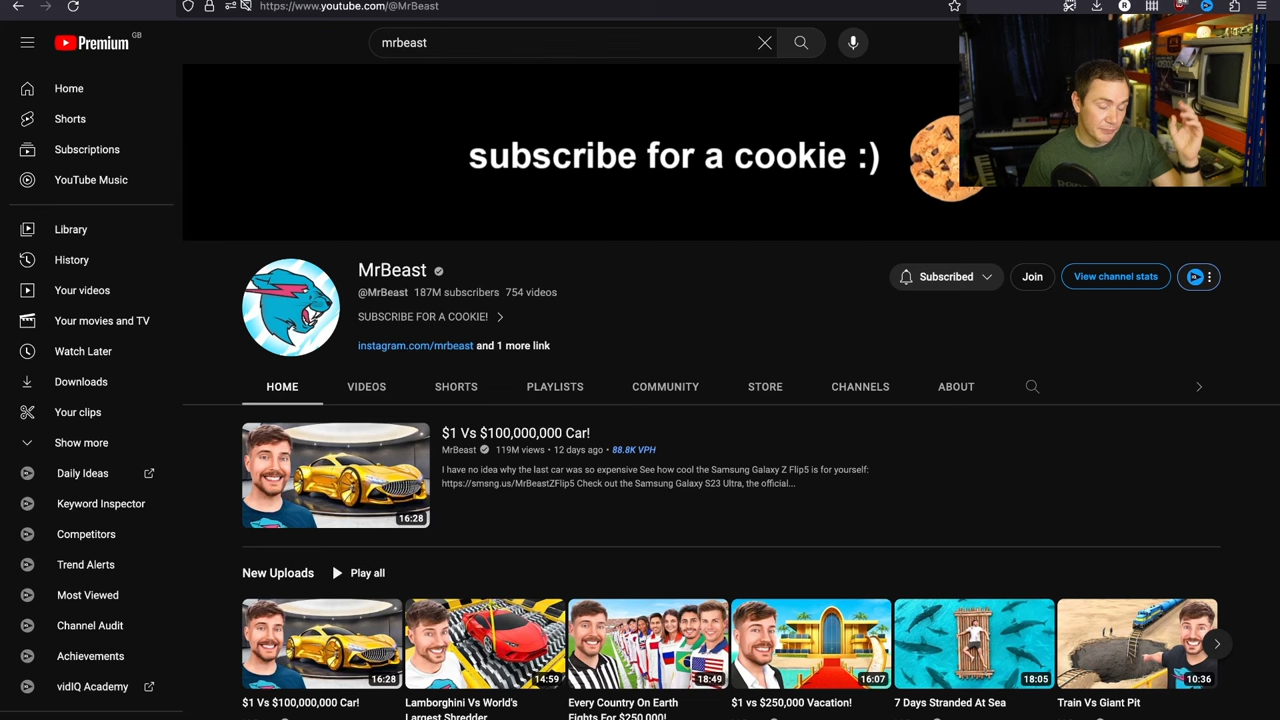 https://www.youtube.com/@MrBeast
Premium
GB
mrbeast
Home
Shorts
Subscriptions
YouTube Music
Library
History
Your videos
Your movies and TV
Watch Later
Downloads
Your clips
Show more
Daily Ideas
Keyword Inspector
Competitors
Trend Alerts
Most Viewed
Channel Audit
Achievements
vidIQ Academy
subscribe for a cookie :)
MrBeast
@MrBeast 187M subscribers 754 videos
SUBSCRIBE FOR A COOKIE!
instagram.com/mrbeast and 1 more link
Subscribed
Join
View channel stats
HOME VIDEOS SHORTS PLAYLISTS COMMUNITY STORE CHANNELS ABOUT
16:28
$1 Vs $100,000,000 Car!
MrBeast 119M views • 12 days ago • 88.8K VPH
I have no idea why the last car was so expensive See how cool the Samsung Galaxy Z Flip5 is for yourself:
https://smsng.us/MrBeastZFlip5 Check out the Samsung Galaxy S23 Ultra, the official...
New Uploads Play all
16:28
14:59
18:49
16:07
18:05
10:36
$1 Vs $100,000,000 Car!
Lamborghini Vs World's
Largest Shredder
Every Country On Earth
Fights For $250,000!
$1 vs $250,000 Vacation!
7 Days Stranded At Sea
Train Vs Giant Pit